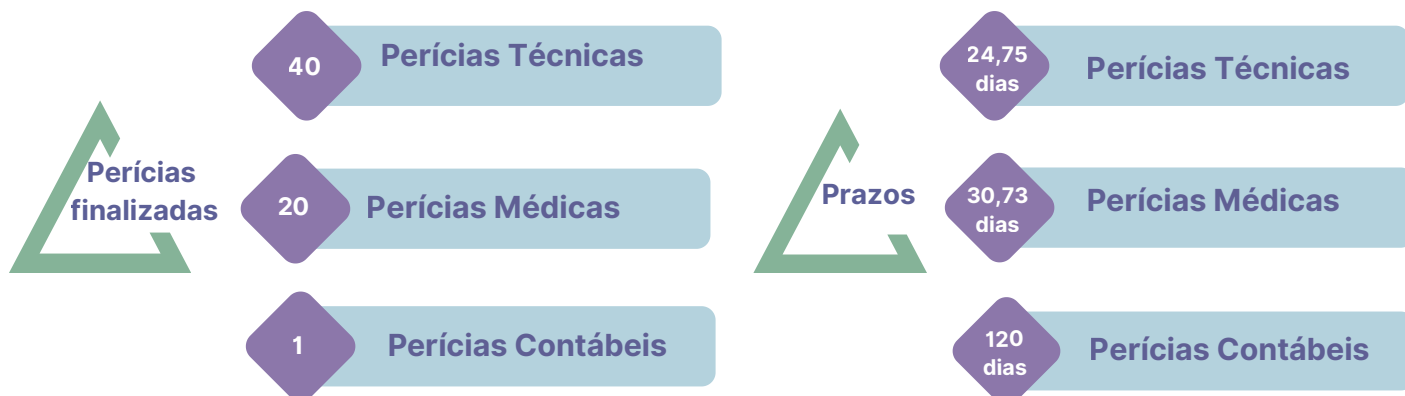 Perícias
finalizadas
40
Perícias Técnicas
20
Perícias Médicas
1
Perícias Contábeis
Prazos
24,75
dias
Perícias Técnicas
30,73
dias
Perícias Médicas
120
dias
Perícias Contábeis